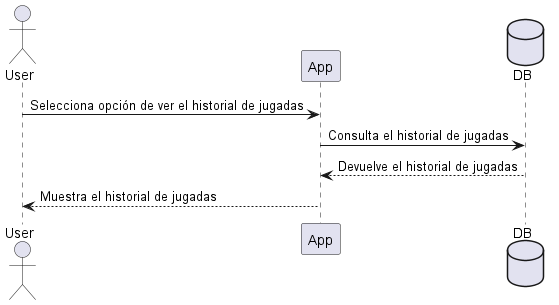 User
App
DB
Selecciona opción de ver el historial de jugadas
Consulta el historial de jugadas
Devuelve el historial de jugadas
Muestra el historial de jugadas
User
App
DB